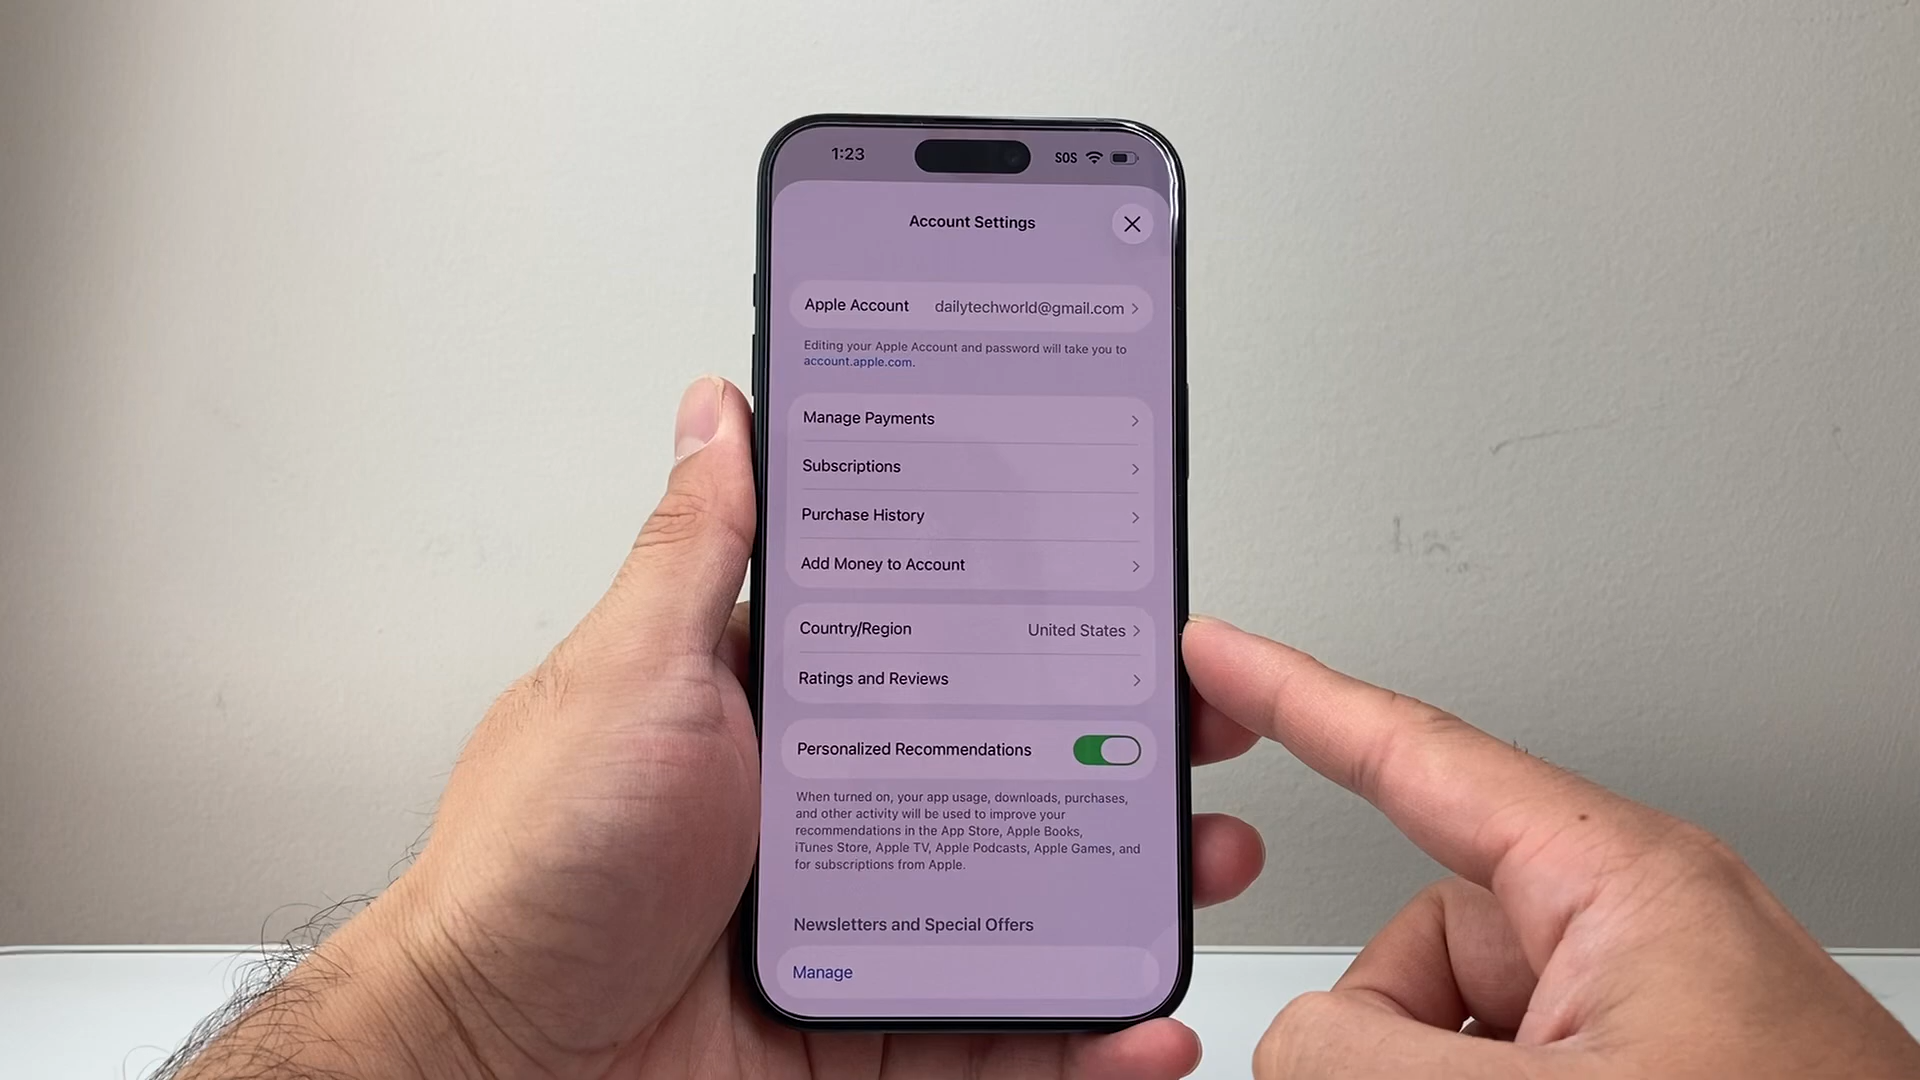 1:23 SOS
Account Settings
Apple Account dailytechworld@gmail.com
Editing your Apple Account and password will take you to
account.apple.com.
Manage Payments
Subscriptions
Purchase History
Add Money to Account
Country/Region United States
Ratings and Reviews
Personalized Recommendations
When turned on, your app usage, downloads, purchases,
and other activity will be used to improve your
recommendations in the App Store, Apple Books,
iTunes Store, Apple TV, Apple Podcasts, Apple Games, and
for subscriptions from Apple.
Newsletters and Special Offers
Manage